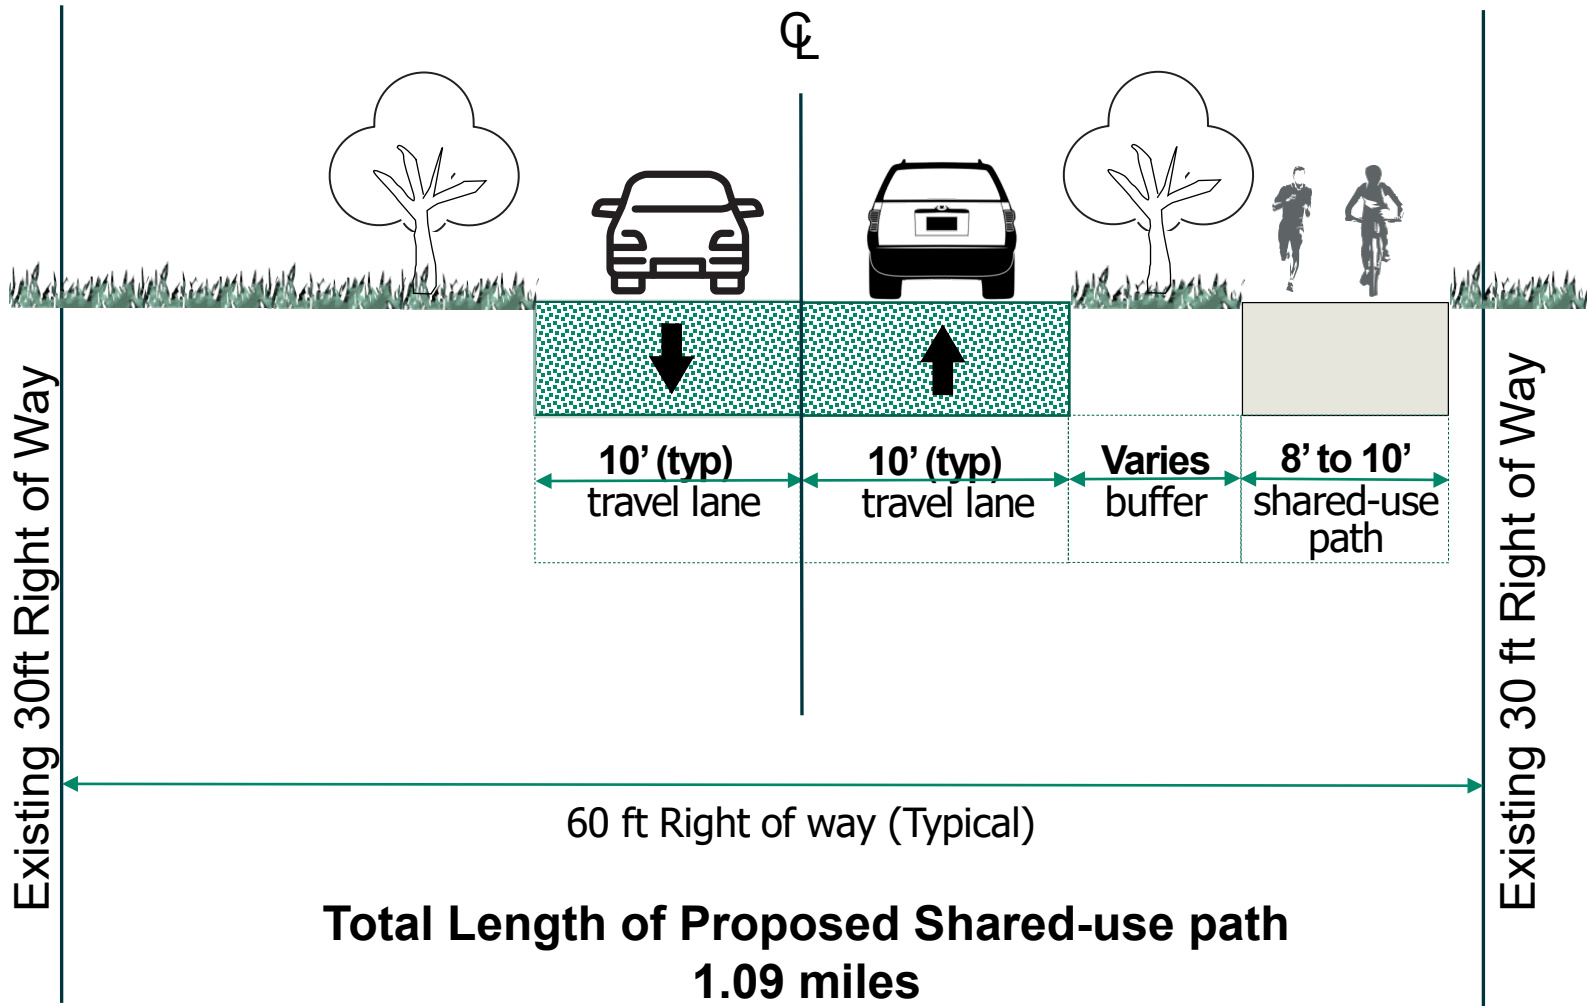 ℄
10’ (typ)
travel lane
10’ (typ)
travel lane
Varies
buffer
8’ to 10’
shared-use
path
Existing 30ft Right of Way
Existing 30 ft Right of Way
60 ft Right of way (Typical)
Total Length of Proposed Shared-use path
1.09 miles